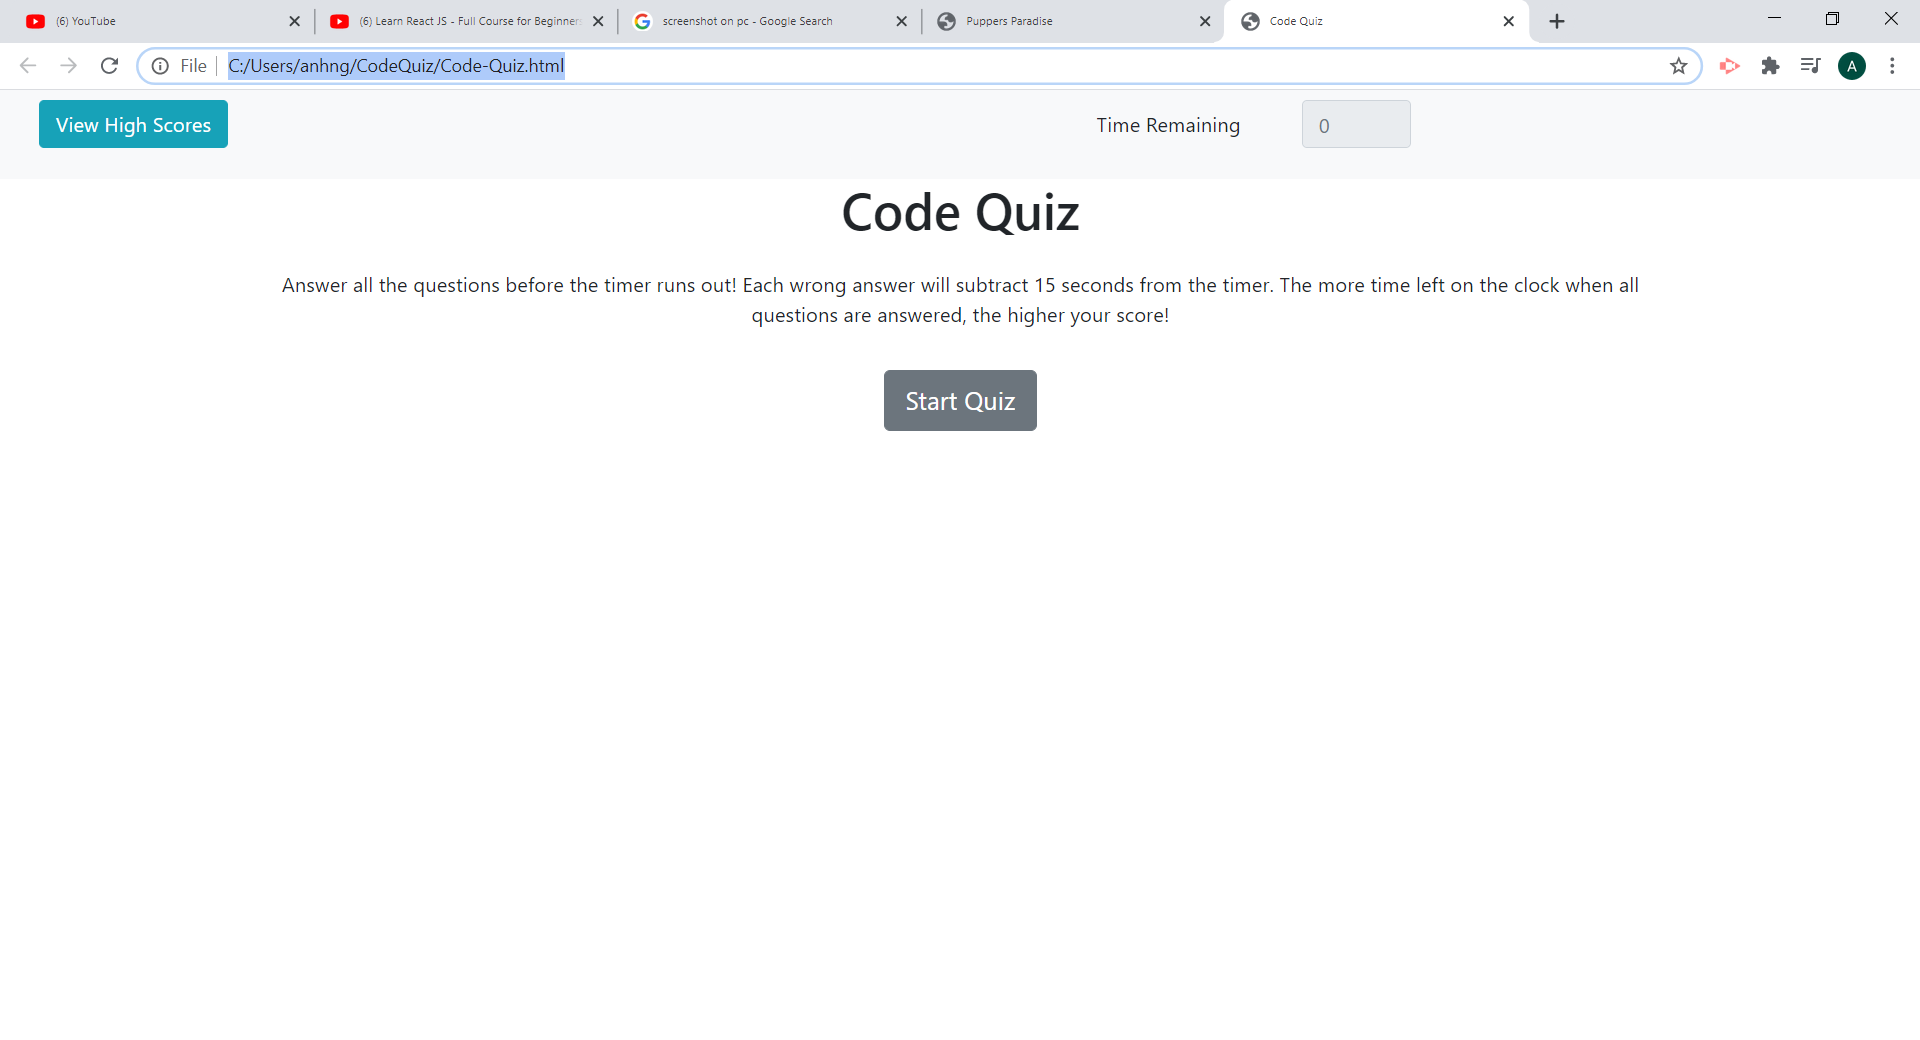 (6) YouTube
(6) Learn React JS - Full Course for Beginners
screenshot on pc - Google Search
Puppers Paradise
Code Quiz
File
C:/Users/anhng/CodeQuiz/Code-Quiz.html
A
View High Scores
Time Remaining
0
Code Quiz
Answer all the questions before the timer runs out! Each wrong answer will subtract 15 seconds from the timer. The more time left on the clock when all
questions are answered, the higher your score!
Start Quiz